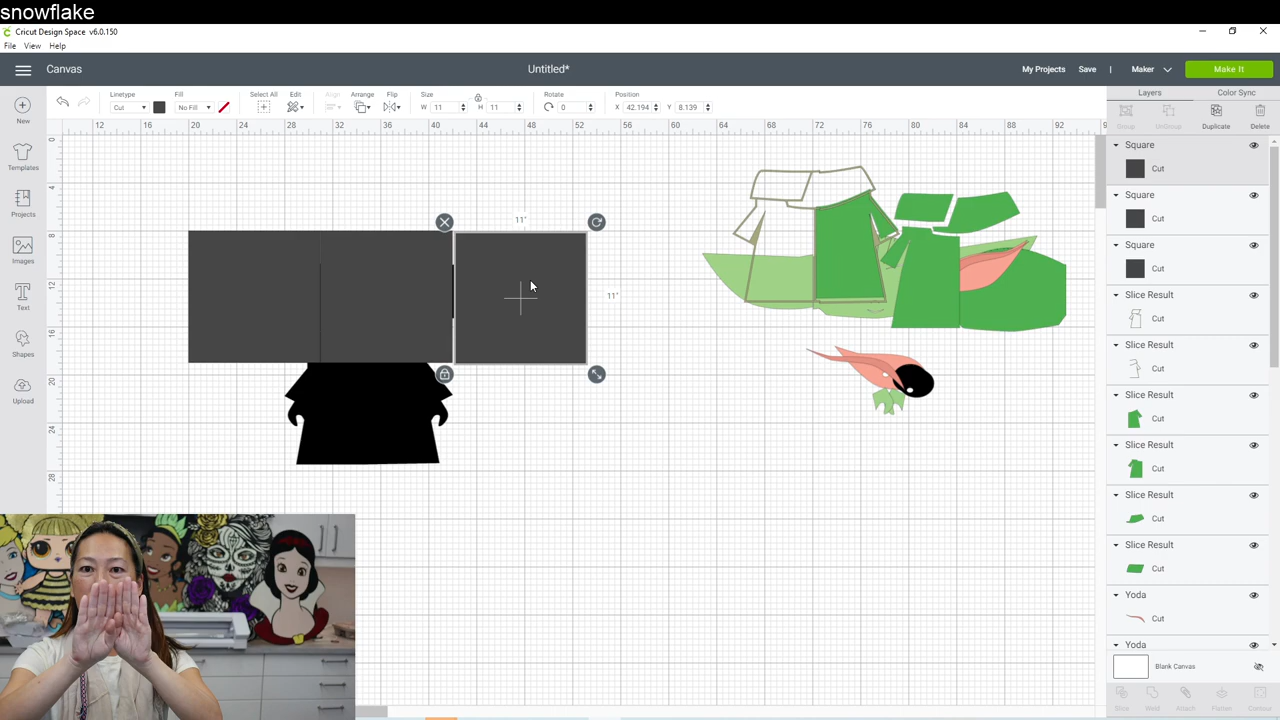 snowflake
Cricut Design Space v6.0.150
File View Help
Canvas
Untitled*
My Projects Save | Maker Make It
Linetype Fill Select All Edit Align Arrange Flip Size Rotate Position
Cut No Fill W 11 H 11 0 X 42.194 Y 8.139
Layers Color Sync
Group UnGroup Duplicate Delete
12 16 20 24 28 32 36 40 44 48 52 56 60 64 68 72 76 80 84 88 92
0
4
8
12
16
20
24
28
New
Templates
Projects
Images
Text
Shapes
Upload
11"
11"
Square
Cut
Square
Cut
Square
Cut
Slice Result
Cut
Slice Result
Cut
Slice Result
Cut
Slice Result
Cut
Slice Result
Cut
Slice Result
Cut
Yoda
Cut
Yoda
Blank Canvas
Slice Weld Attach Flatten Contour